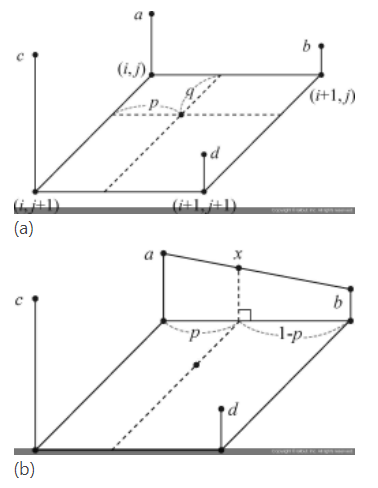 a
b
c
(i, j)
q
p
(i+1, j)
d
(i, j+1)
(i+1, j+1)
(a)
a
x
c
b
p
1-p
d
(b)